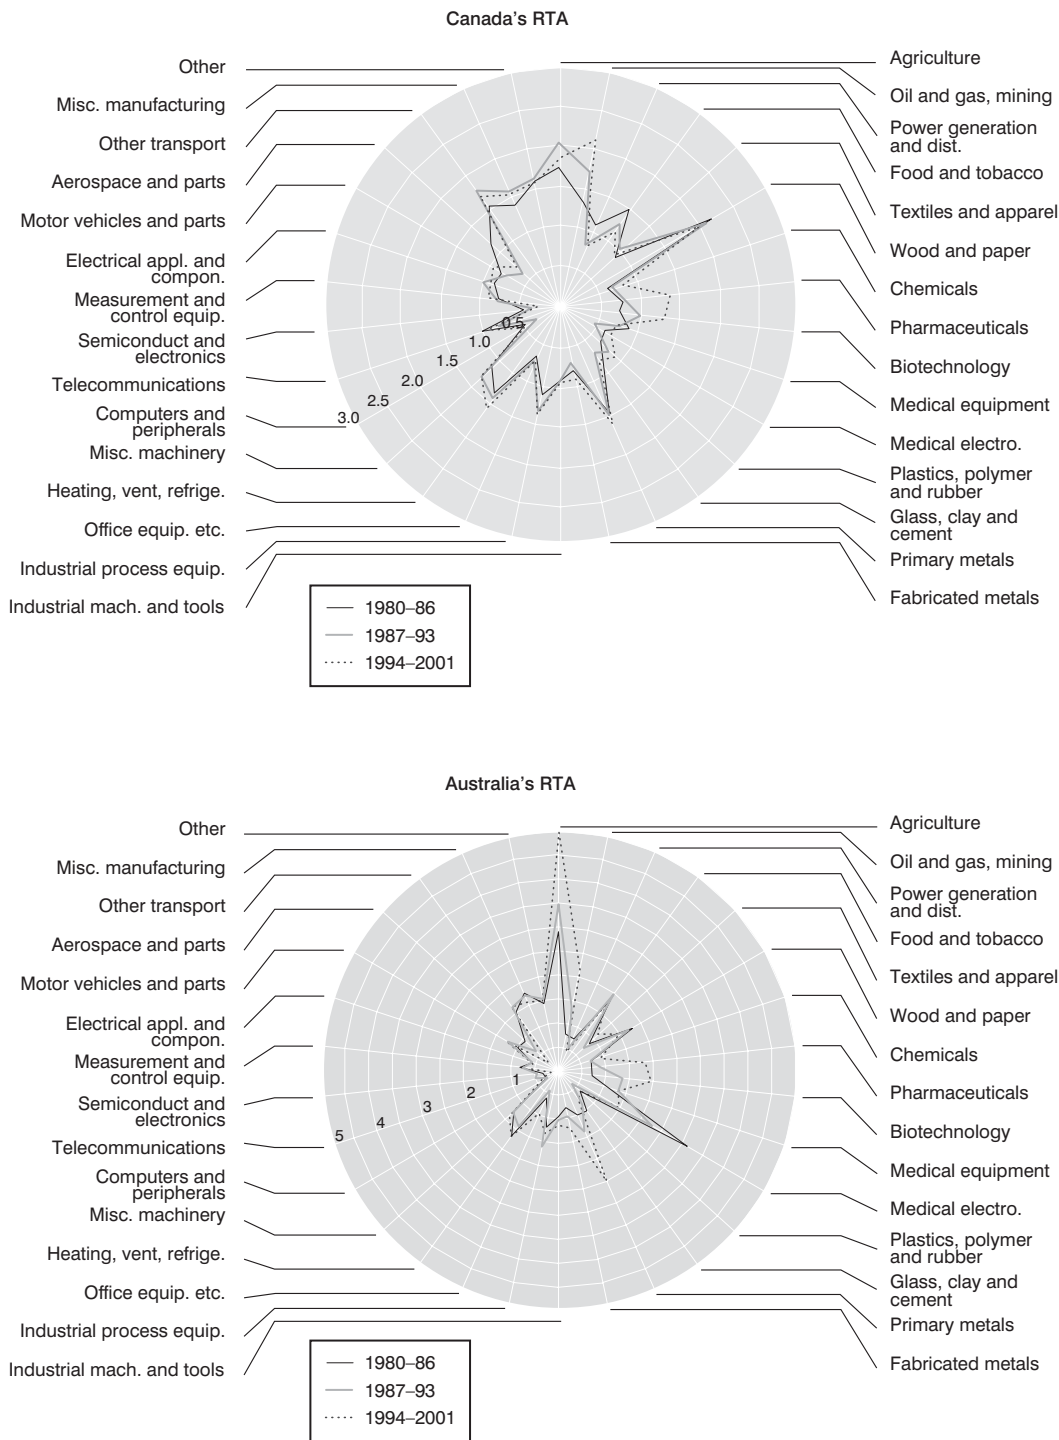 Canada's RTA
Other
Misc. manufacturing
Other transport
Aerospace and parts
Motor vehicles and parts
Electrical appl. and
compon.
Measurement and
control equip.
Semiconduct and
electronics
Telecommunications
Computers and
peripherals
Misc. machinery
Heating, vent, refrige.
Office equip. etc.
Industrial process equip.
Industrial mach. and tools
0.5
1.0
1.5
2.0
2.5
3.0
Agriculture
Oil and gas, mining
Power generation
and dist.
Food and tobacco
Textiles and apparel
Wood and paper
Chemicals
Pharmaceuticals
Biotechnology
Medical equipment
Medical electro.
Plastics, polymer
and rubber
Glass, clay and
cement
Primary metals
Fabricated metals
1980–86
1987–93
1994–2001
Australia's RTA
Other
Misc. manufacturing
Other transport
Aerospace and parts
Motor vehicles and parts
Electrical appl. and
compon.
Measurement and
control equip.
Semiconduct and
electronics
Telecommunications
Computers and
peripherals
Misc. machinery
Heating, vent, refrige.
Office equip. etc.
Industrial process equip.
Industrial mach. and tools
1
2
3
4
5
Agriculture
Oil and gas, mining
Power generation
and dist.
Food and tobacco
Textiles and apparel
Wood and paper
Chemicals
Pharmaceuticals
Biotechnology
Medical equipment
Medical electro.
Plastics, polymer
and rubber
Glass, clay and
cement
Primary metals
Fabricated metals
1980–86
1987–93
1994–2001